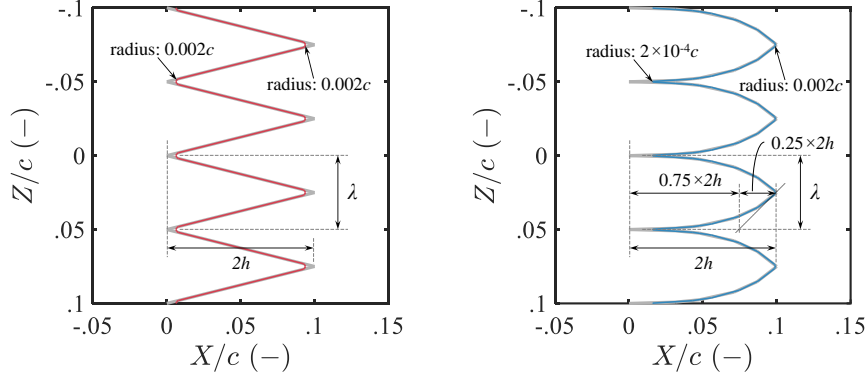 -.1
radius: 0.002c
-.05
radius: 0.002c
0
λ
Z/c (−)
.05
2h
.1
-.05
0
.05
.1
.15
X/c (−)
-.1
radius: 2×10-4c
-.05
radius: 0.002c
0.25×2h
0
0.75×2h
λ
Z/c (−)
.05
2h
.1
-.05
0
.05
.1
.15
X/c (−)